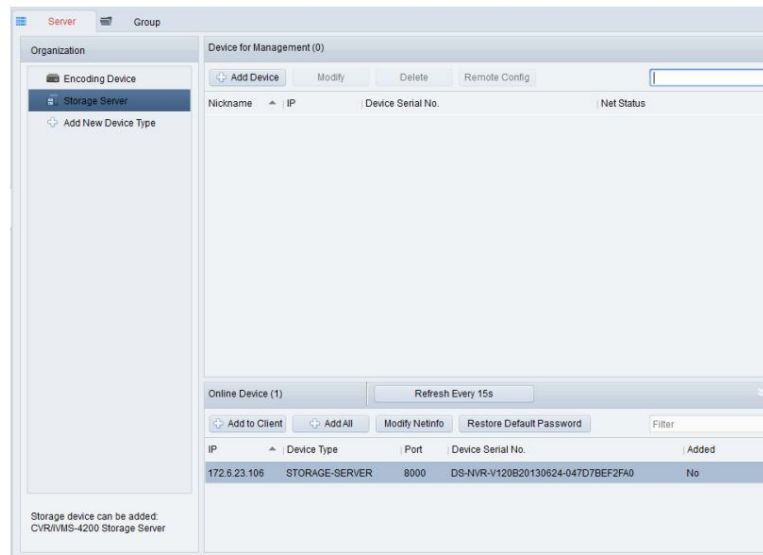 Server Group
Organization
Encoding Device
Storage Server
Add New Device Type
Storage device can be added:
CVR/iVMS-4200 Storage Server
Device for Management (0)
Add Device Modify Delete Remote Config
Nickname IP Device Serial No. Net Status
Online Device (1) Refresh Every 15s
Add to Client Add All Modify Netinfo Restore Default Password Filter
IP Device Type Port Device Serial No. Added
172.6.23.106 STORAGE-SERVER 8000 DS-NVR-V120B20130624-047D7BEF2FA0 No